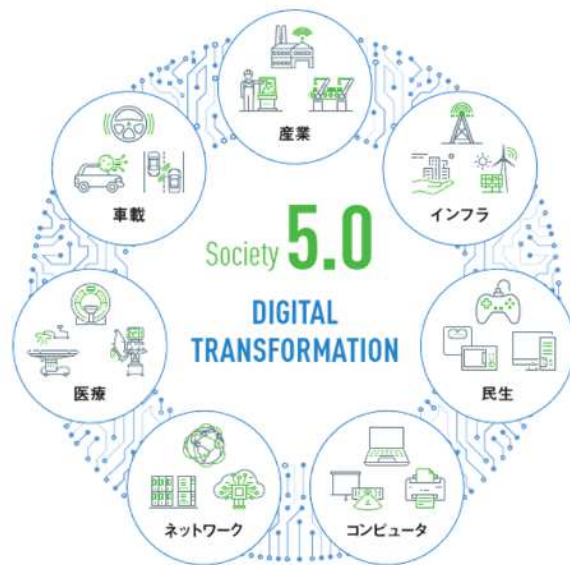 産業
車載
インフラ
Society 5.0
DIGITAL
TRANSFORMATION
医療
民生
ネットワーク
コンピュータ